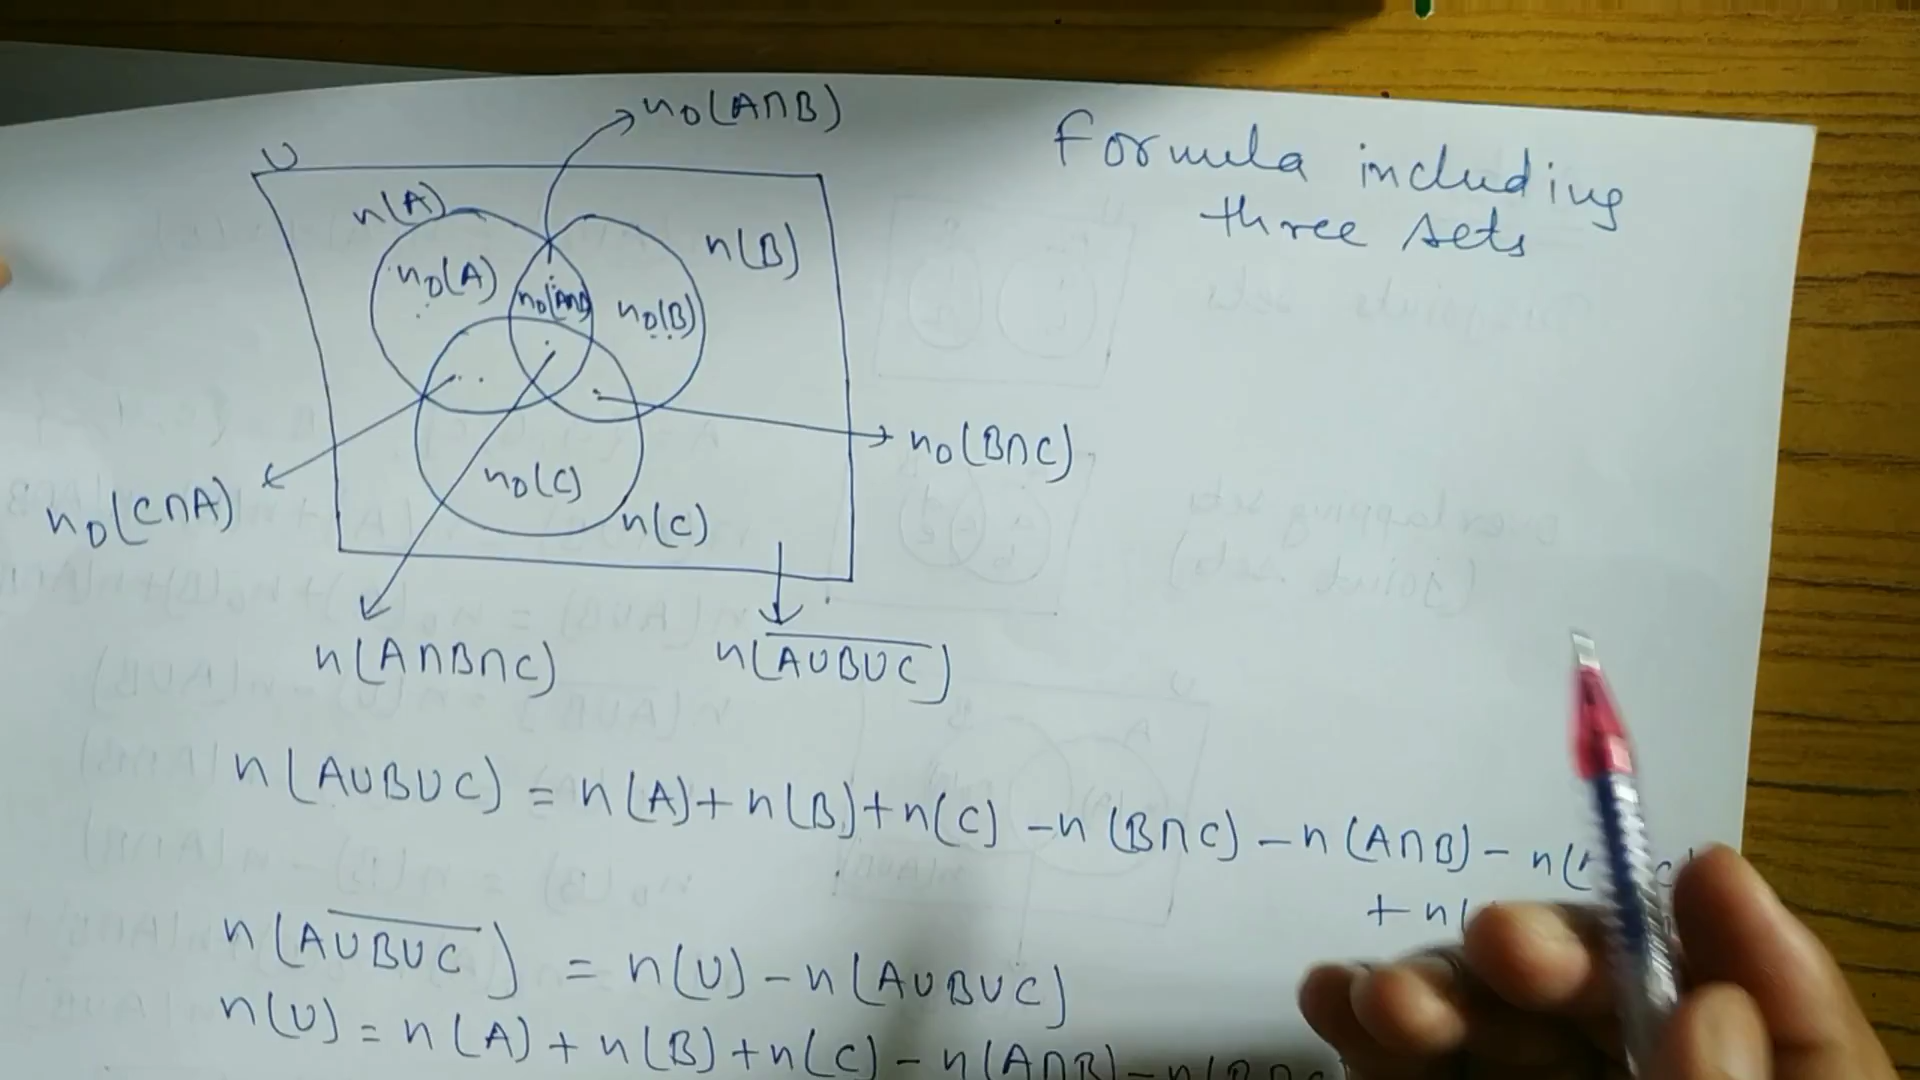 n₀(A∩B)
Formula including
three sets
U
n(A)
n(B)
n₀(A)
n₀(A∩B)
n₀(B)
n₀(B∩C)
n₀(C∩A)
n₀(C)
n(C)
n(A∩B∩C)
n(A̅∪̅B̅∪̅C̅)
n(A∪B∪C) = n(A)+n(B)+n(C) -n(B∩C)-n(A∩B)- n(
+ n(
n(A∪̅B̅∪̅C̅) = n(U)-n(A∪B∪C)
n(U) = n(A)+n(B)+n(C)-n(A∩B)-n(B∩C